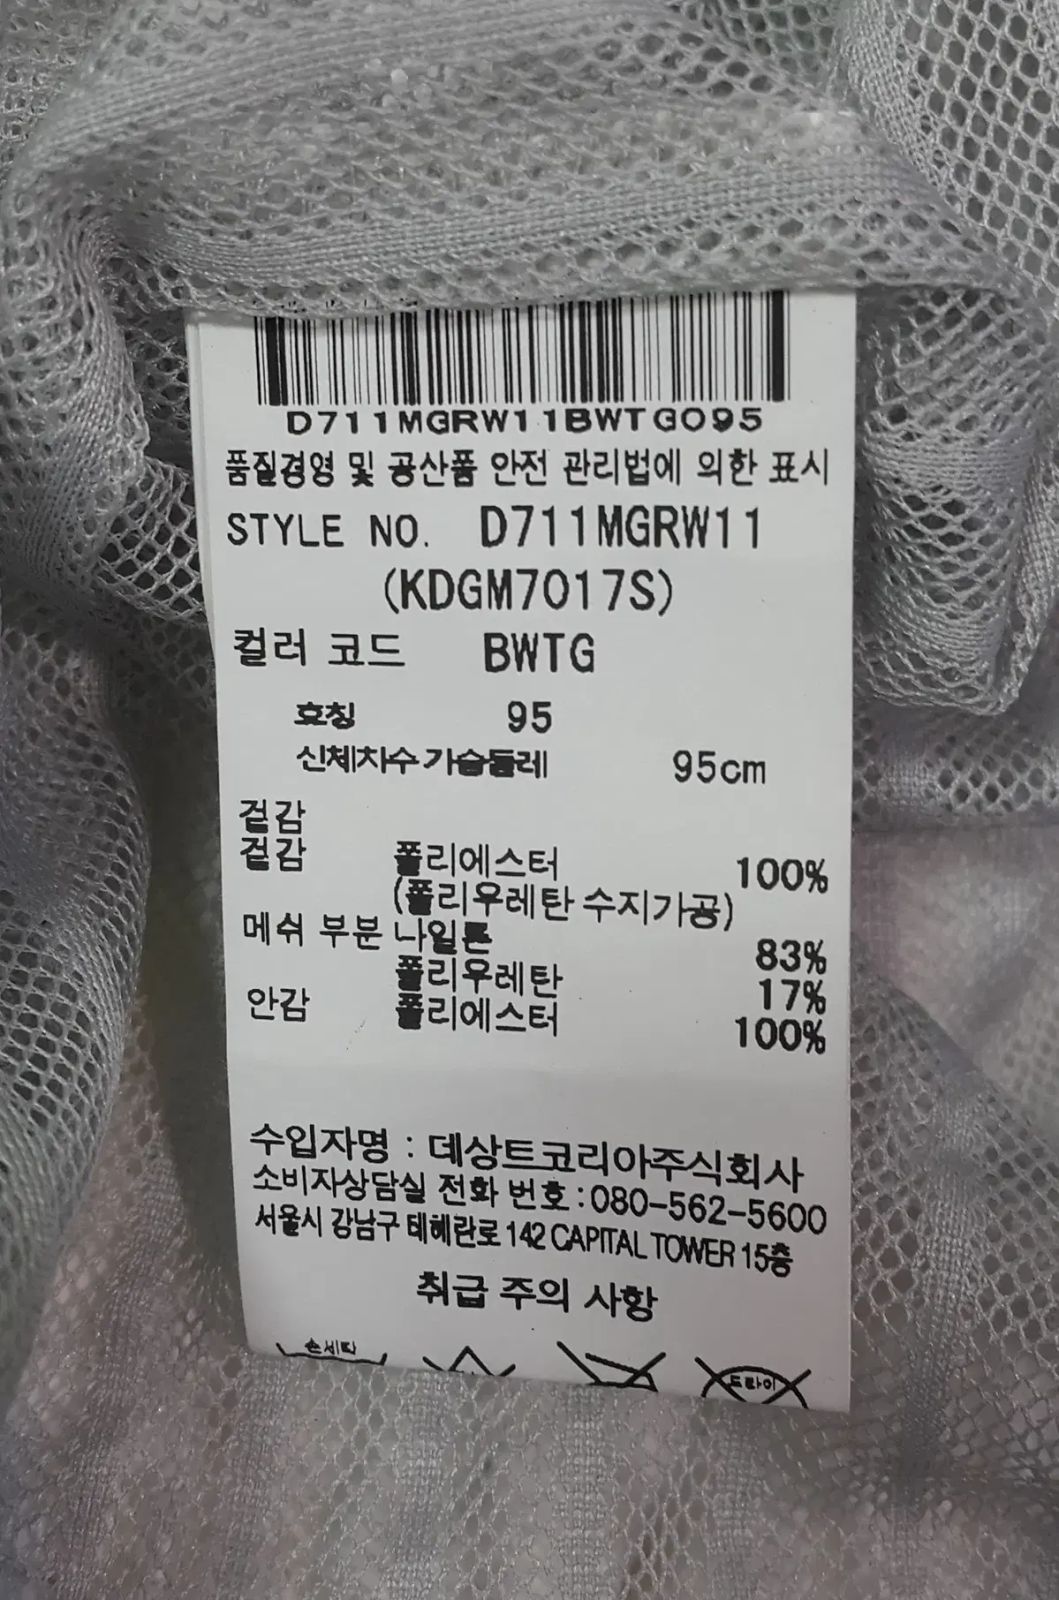 D711MGRW11BWTG095
품질경영 및 공산품 안전 관리법에 의한 표시
STYLE NO. D711MGRW11
(KDGM7017S)
컬러 코드 BWTG
호칭 95
신체치수 가슴둘레 95cm
겉감
겉감 폴리에스터 100%
(폴리우레탄 수지가공)
메쉬 부분 나일론 83%
폴리우레탄 17%
안감 폴리에스터 100%
수입자명 : 데상트코리아주식회사
소비자상담실 전화 번호 : 080-562-5600
서울시 강남구 테헤란로 142 CAPITAL TOWER 15층
취급 주의 사항
손세탁
드라이